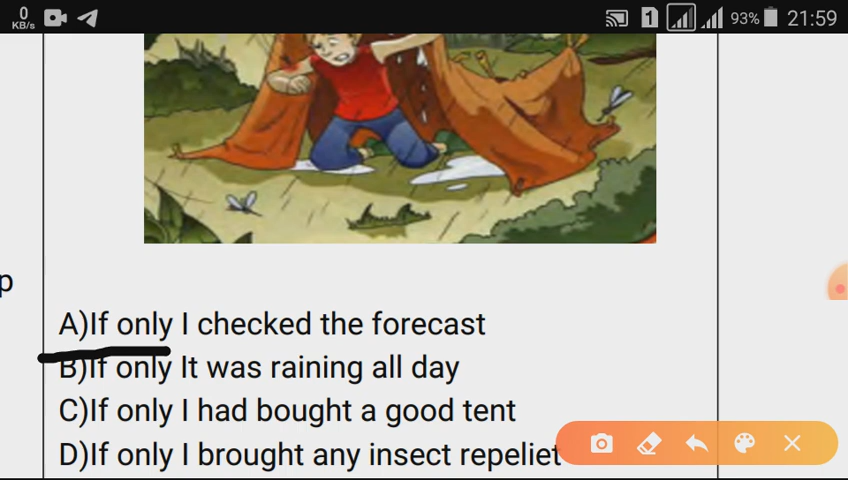 0
KB/s
1
93%
21:59
p
A)If only I checked the forecast
B)If only It was raining all day
C)If only I had bought a good tent
D)If only I brought any insect repeliet